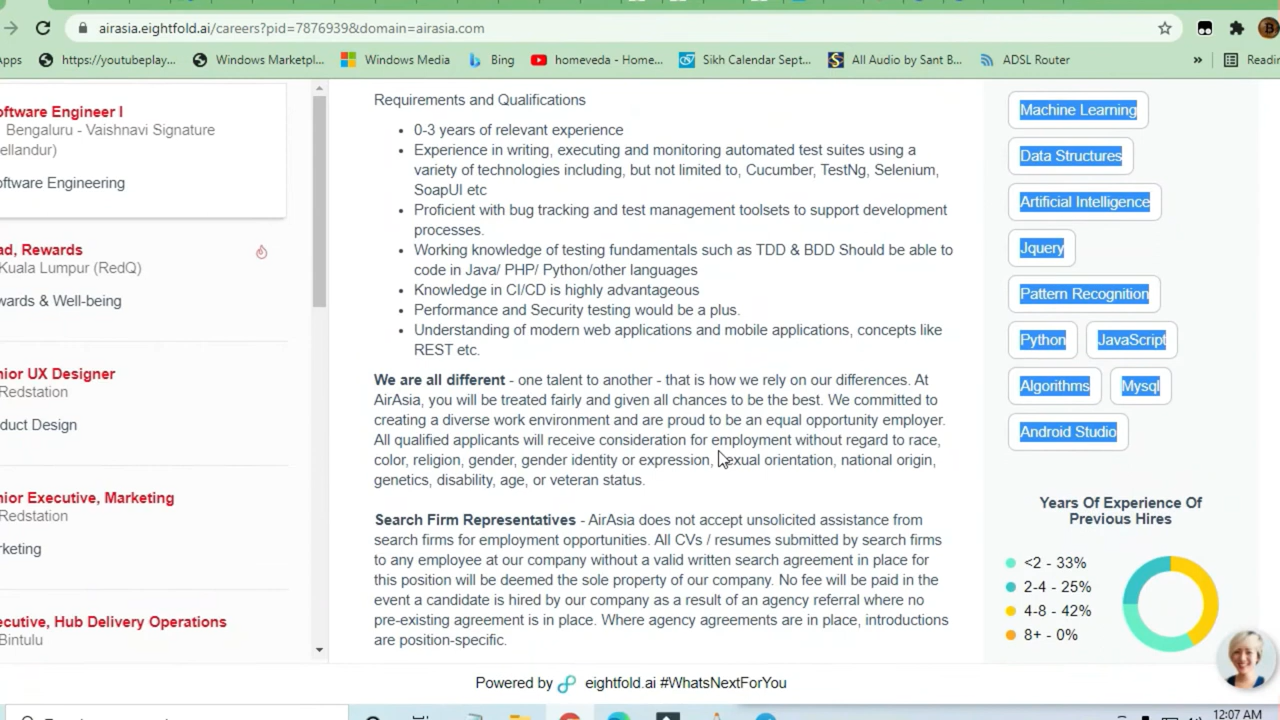 airasia.eightfold.ai/careers?pid=7876939&domain=airasia.com
https://youtubeplay... Windows Marketpl... Windows Media Bing homeveda - Home... Sikh Calendar Sept... All Audio by Sant B... ADSL Router »
oftware Engineer I
Bengaluru - Vaishnavi Signature
ellandur)
oftware Engineering
ad, Rewards
Kuala Lumpur (RedQ)
wards & Well-being
nior UX Designer
Redstation
duct Design
nior Executive, Marketing
Redstation
rketing
ecutive, Hub Delivery Operations
Bintulu
Requirements and Qualifications
• 0-3 years of relevant experience
• Experience in writing, executing and monitoring automated test suites using a
variety of technologies including, but not limited to, Cucumber, TestNg, Selenium,
SoapUI etc
• Proficient with bug tracking and test management toolsets to support development
processes.
• Working knowledge of testing fundamentals such as TDD & BDD Should be able to
code in Java/ PHP/ Python/other languages
• Knowledge in CI/CD is highly advantageous
• Performance and Security testing would be a plus.
• Understanding of modern web applications and mobile applications, concepts like
REST etc.
We are all different - one talent to another - that is how we rely on our differences. At
AirAsia, you will be treated fairly and given all chances to be the best. We committed to
creating a diverse work environment and are proud to be an equal opportunity employer.
All qualified applicants will receive consideration for employment without regard to race,
color, religion, gender, gender identity or expression, sexual orientation, national origin,
genetics, disability, age, or veteran status.
Search Firm Representatives - AirAsia does not accept unsolicited assistance from
search firms for employment opportunities. All CVs / resumes submitted by search firms
to any employee at our company without a valid written search agreement in place for
this position will be deemed the sole property of our company. No fee will be paid in the
event a candidate is hired by our company as a result of an agency referral where no
pre-existing agreement is in place. Where agency agreements are in place, introductions
are position-specific.
Machine Learning
Data Structures
Artificial Intelligence
Jquery
Pattern Recognition
Python JavaScript
Algorithms Mysql
Android Studio
Years Of Experience Of
Previous Hires
<2 - 33%
2-4 - 25%
4-8 - 42%
8+ - 0%
Powered by eightfold.ai #WhatsNextForYou
12:07 AM